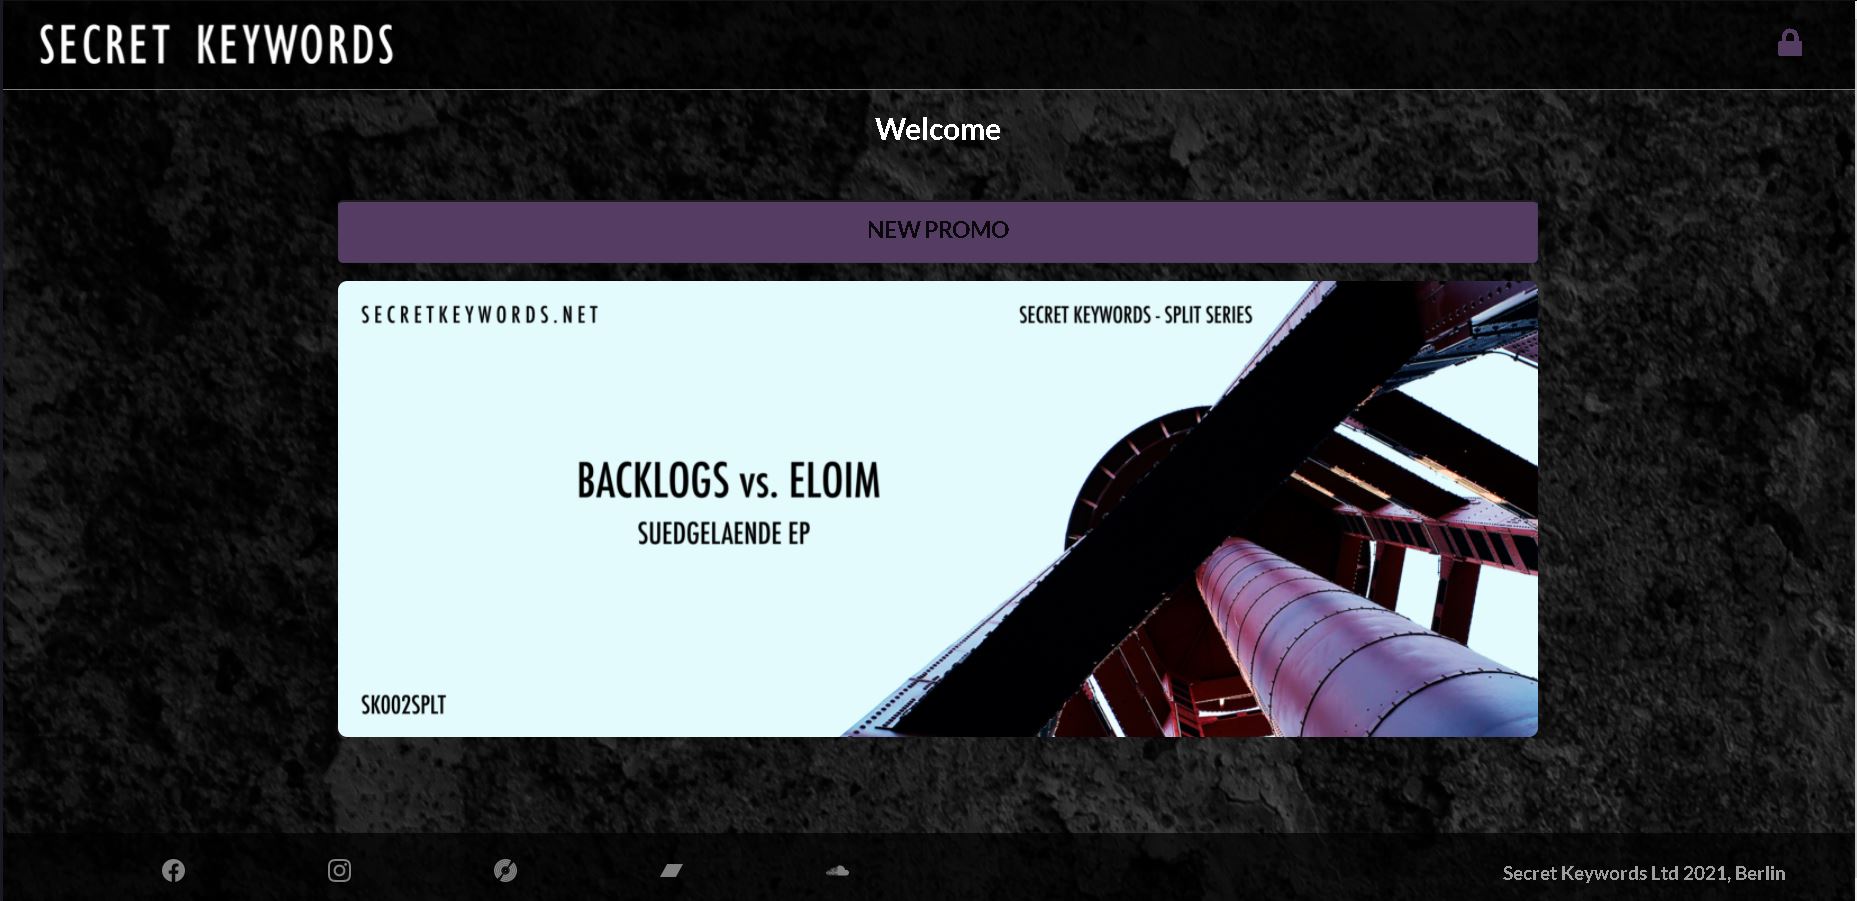 SECRET KEYWORDS
Welcome
NEW PROMO
SECRETKEYWORDS.NET
SECRET KEYWORDS - SPLIT SERIES
BACKLOGS vs. ELOIM
SUEDGELAENDE EP
SK002SPLT
Secret Keywords Ltd 2021, Berlin